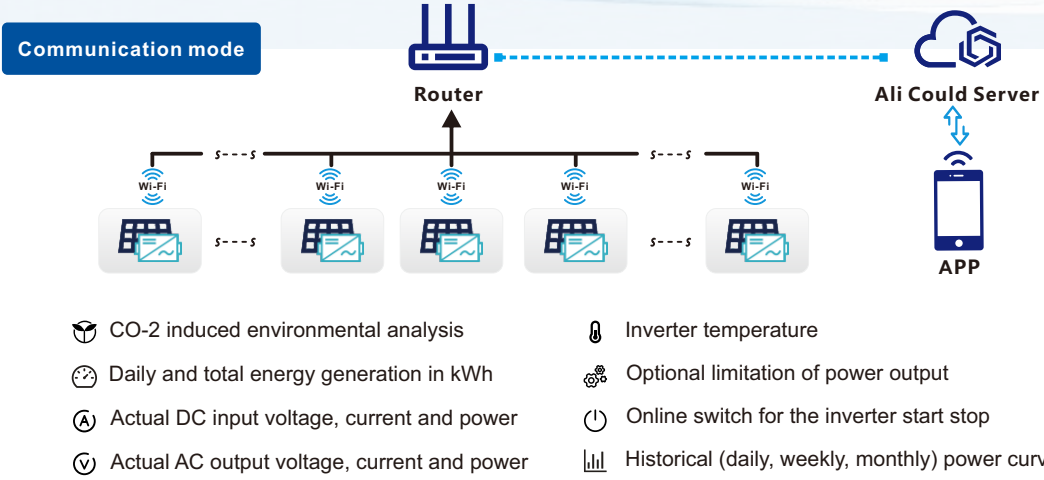 Communication mode
Router
Ali Could Server
s---s
s---s
Wi-Fi
Wi-Fi
Wi-Fi
Wi-Fi
Wi-Fi
s---s
s---s
APP
CO-2 induced environmental analysis
Inverter temperature
Daily and total energy generation in kWh
Optional limitation of power output
A
Actual DC input voltage, current and power
Online switch for the inverter start stop
V
Actual AC output voltage, current and power
Historical (daily, weekly, monthly) power curv